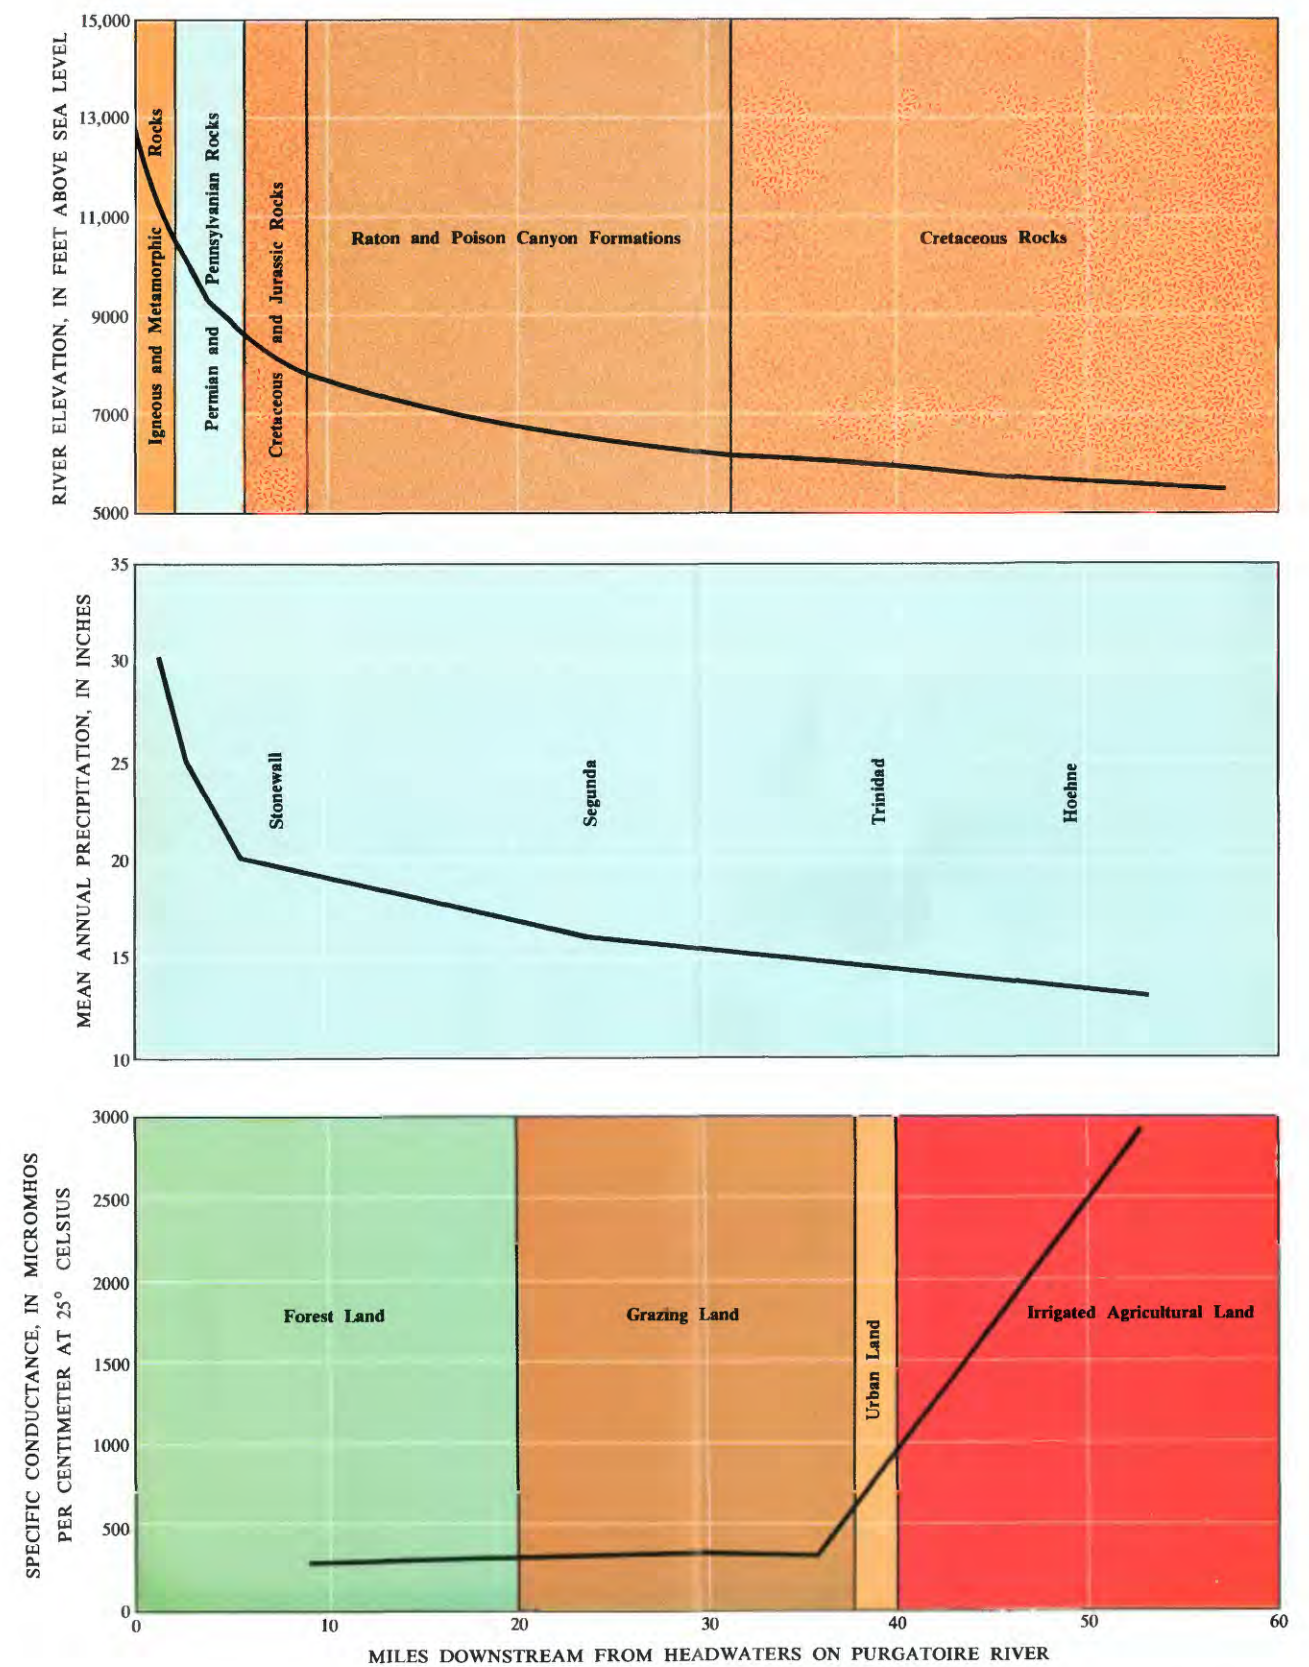 RIVER ELEVATION, IN FEET ABOVE SEA LEVEL
15,000
13,000
11,000
9000
7000
5000
Igneous and Metamorphic Rocks
Permian and Pennsylvanian Rocks
Cretaceous and Jurassic Rocks
Raton and Poison Canyon Formations
Cretaceous Rocks
MEAN ANNUAL PRECIPITATION, IN INCHES
35
30
25
20
15
10
Stonewall
Segunda
Trinidad
Hoehne
SPECIFIC CONDUCTANCE, IN MICROMHOS
PER CENTIMETER AT 25° CELSIUS
3000
2500
2000
1500
1000
500
0
Forest Land
Grazing Land
Urban Land
Irrigated Agricultural Land
0 10 20 30 40 50 60
MILES DOWNSTREAM FROM HEADWATERS ON PURGATOIRE RIVER